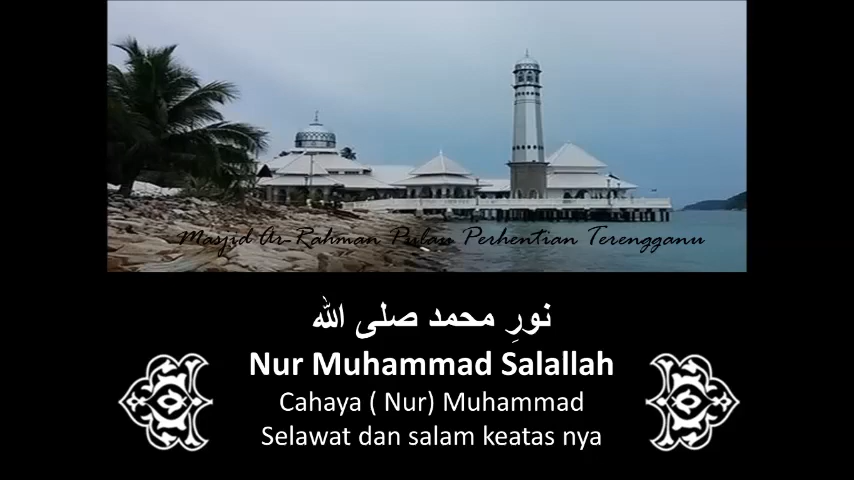 Masjid Ar-Rahman Pulau Perhentian Terengganu
نورِ محمد صلى الله
Nur Muhammad Salallah
Cahaya ( Nur) Muhammad
Selawat dan salam keatas nya